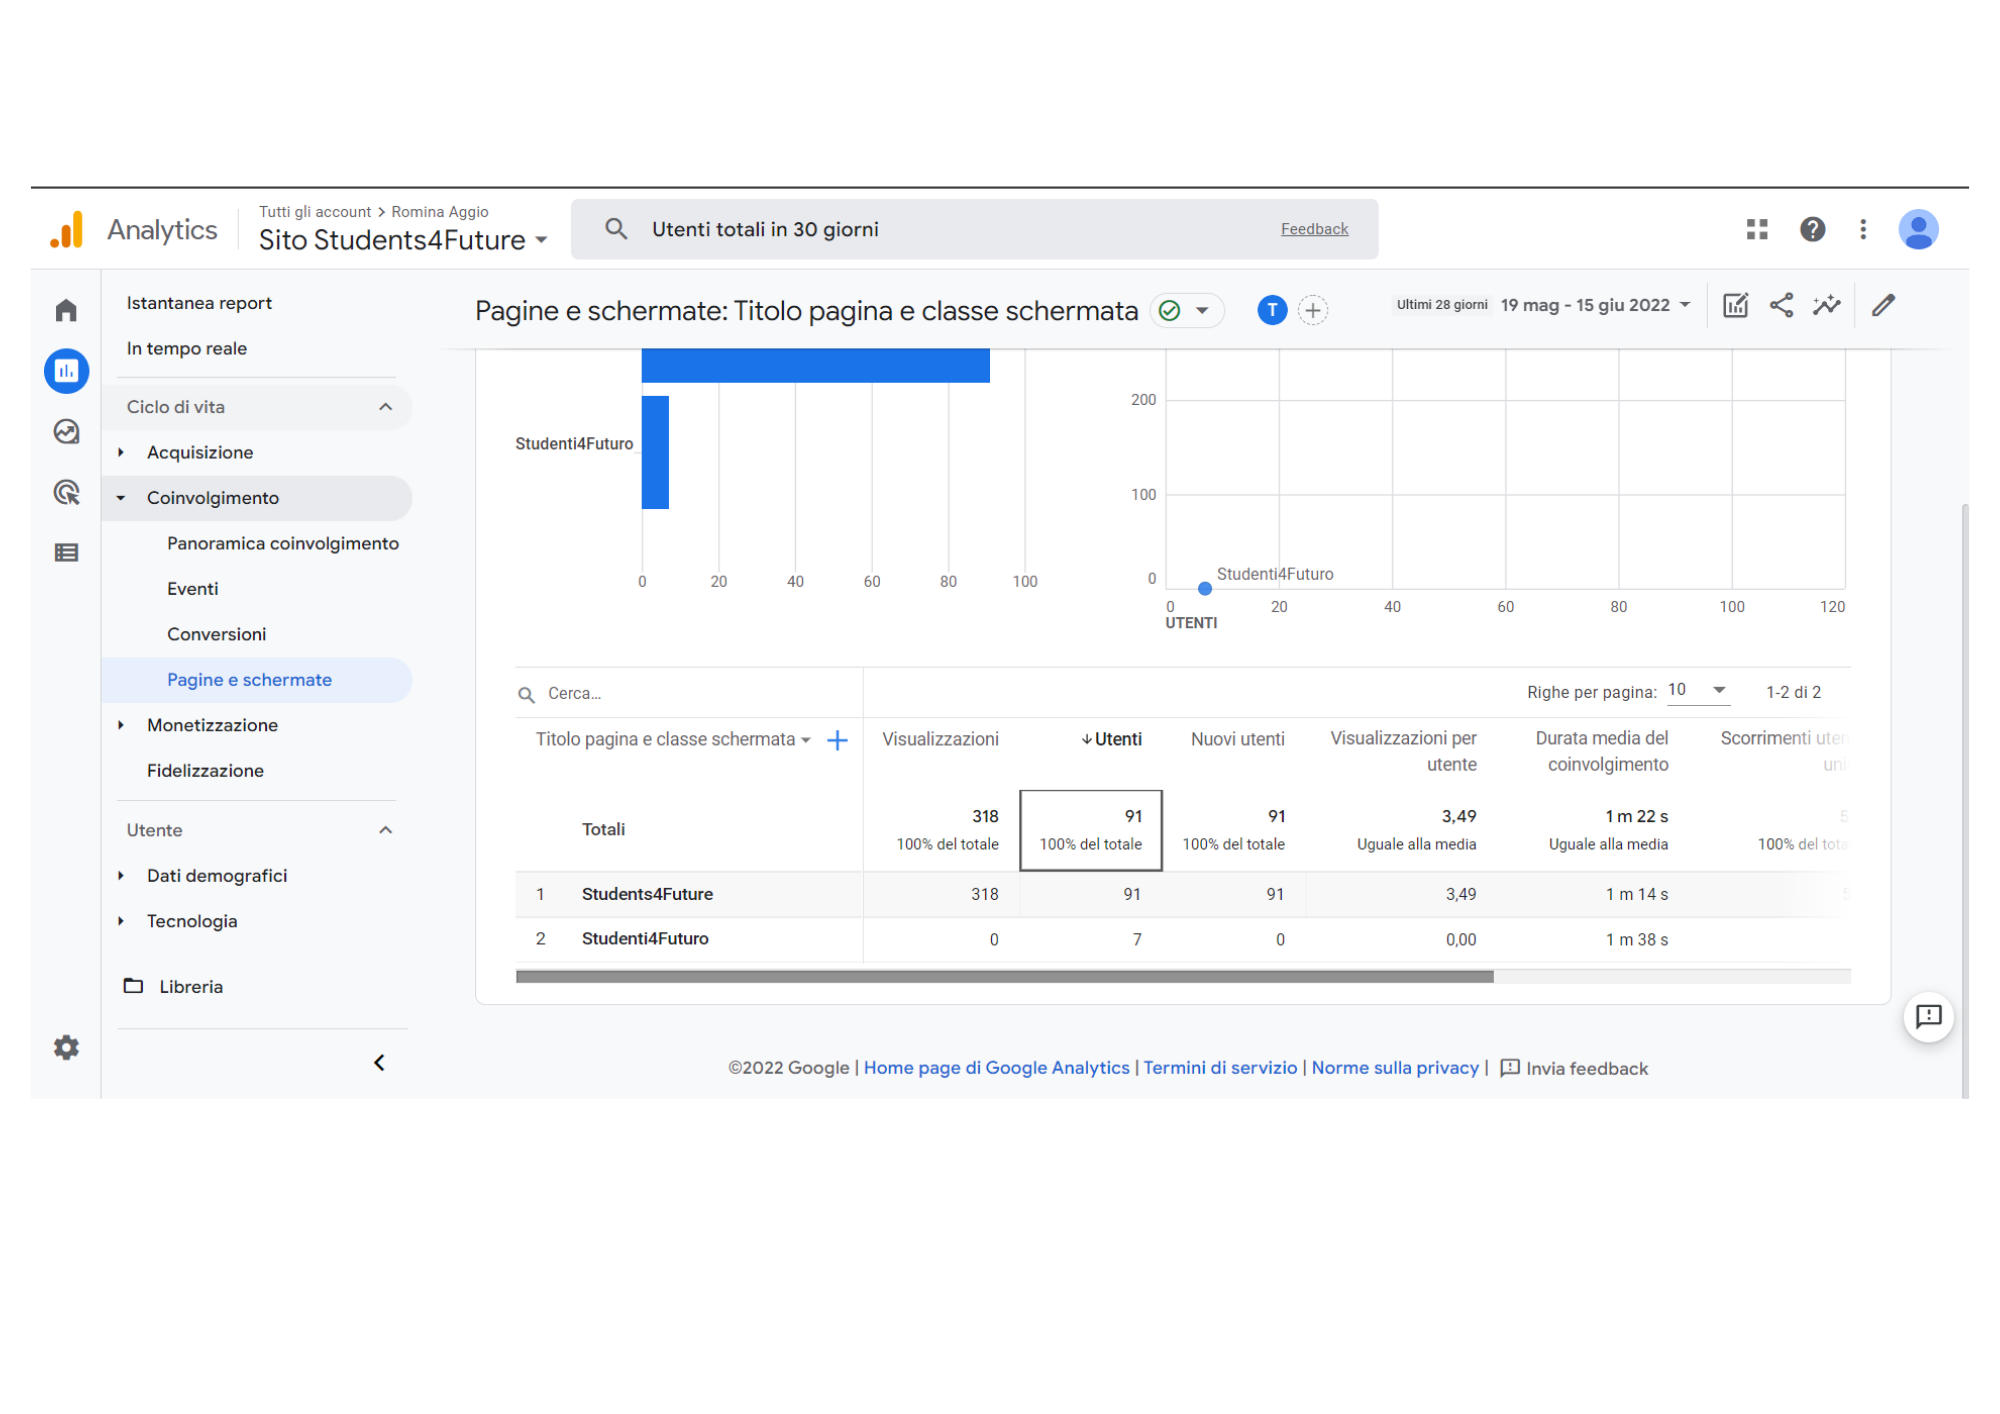 Analytics
Tutti gli account > Romina Aggio
Sito Students4Future
Utenti totali in 30 giorni
Feedback
Istantanea report
In tempo reale
Ciclo di vita
Acquisizione
Coinvolgimento
Panoramica coinvolgimento
Eventi
Conversioni
Pagine e schermate
Monetizzazione
Fidelizzazione
Utente
Dati demografici
Tecnologia
Libreria
Pagine e schermate: Titolo pagina e classe schermata
T
Ultimi 28 giorni 19 mag - 15 giu 2022
Studenti4Futuro
0 20 40 60 80 100
200
100
0
Studenti4Futuro
0 20 40 60 80 100 120
UTENTI
Cerca...
Righe per pagina: 10 1-2 di 2
Titolo pagina e classe schermata
Visualizzazioni
Utenti
Nuovi utenti
Visualizzazioni per utente
Durata media del coinvolgimento
Scorrimenti
Totali 318 91 91 3,49 1 m 22 s
100% del totale 100% del totale 100% del totale Uguale alla media Uguale alla media 100% del
1 Students4Future 318 91 91 3,49 1 m 14 s
2 Studenti4Futuro 0 7 0 0,00 1 m 38 s
©2022 Google | Home page di Google Analytics | Termini di servizio | Norme sulla privacy | Invia feedback